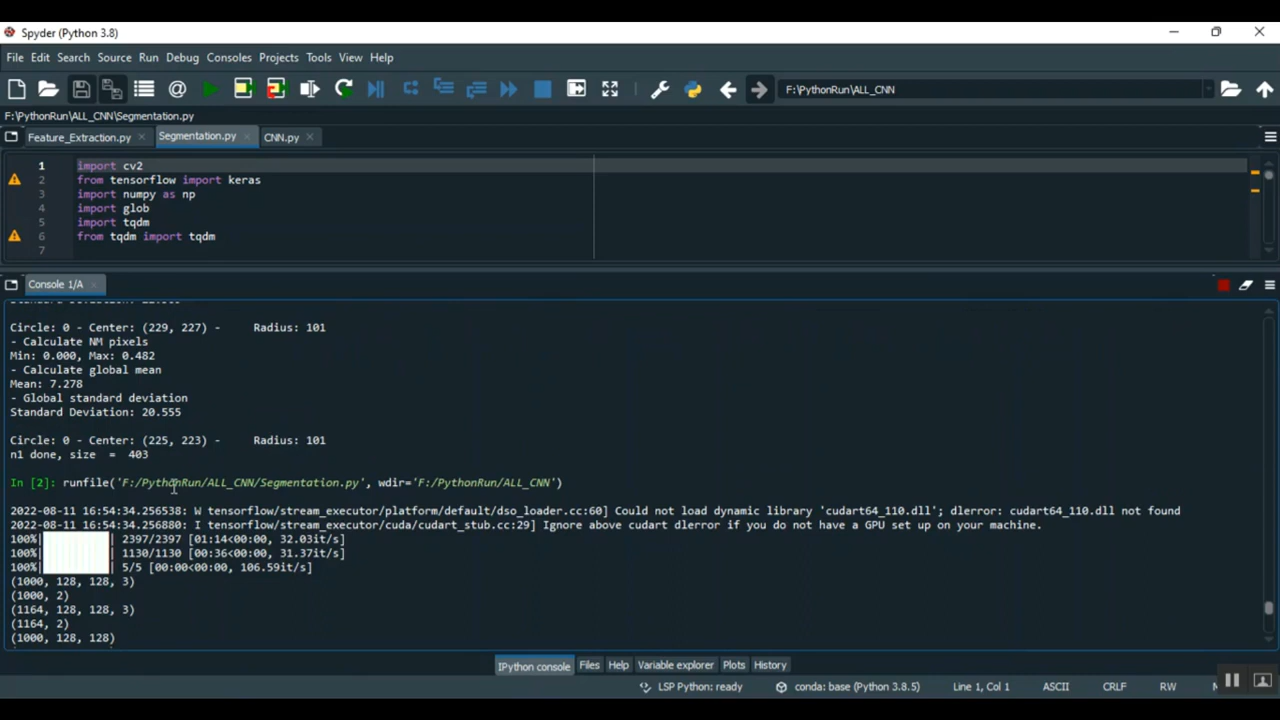 Spyder (Python 3.8)
File Edit Search Source Run Debug Consoles Projects Tools View Help
F:\PythonRun\ALL_CNN
F:\PythonRun\ALL_CNN\Segmentation.py
Feature_Extraction.py Segmentation.py CNN.py
1 import cv2
2 from tensorflow import keras
3 import numpy as np
4 import glob
5 import tqdm
6 from tqdm import tqdm
7
Console 1/A
Circle: 0 - Center: (229, 227) - Radius: 101
- Calculate NM pixels
Min: 0.000, Max: 0.482
- Calculate global mean
Mean: 7.278
- Global standard deviation
Standard Deviation: 20.555
Circle: 0 - Center: (225, 223) - Radius: 101
n1 done, size = 403
In [2]: runfile('F:/PythonRun/ALL_CNN/Segmentation.py', wdir='F:/PythonRun/ALL_CNN')
2022-08-11 16:54:34.256538: W tensorflow/stream_executor/platform/default/dso_loader.cc:60] Could not load dynamic library 'cudart64_110.dll'; dlerror: cudart64_110.dll not found
2022-08-11 16:54:34.256880: I tensorflow/stream_executor/cuda/cudart_stub.cc:29] Ignore above cudart dlerror if you do not have a GPU set up on your machine.
100%| | 2397/2397 [01:14<00:00, 32.03it/s]
100%| | 1130/1130 [00:36<00:00, 31.37it/s]
100%| | 5/5 [00:00<00:00, 106.59it/s]
(1000, 128, 128, 3)
(1000, 2)
(1164, 128, 128, 3)
(1164, 2)
(1000, 128, 128)
IPython console Files Help Variable explorer Plots History
LSP Python: ready conda: base (Python 3.8.5) Line 1, Col 1 ASCII CRLF RW